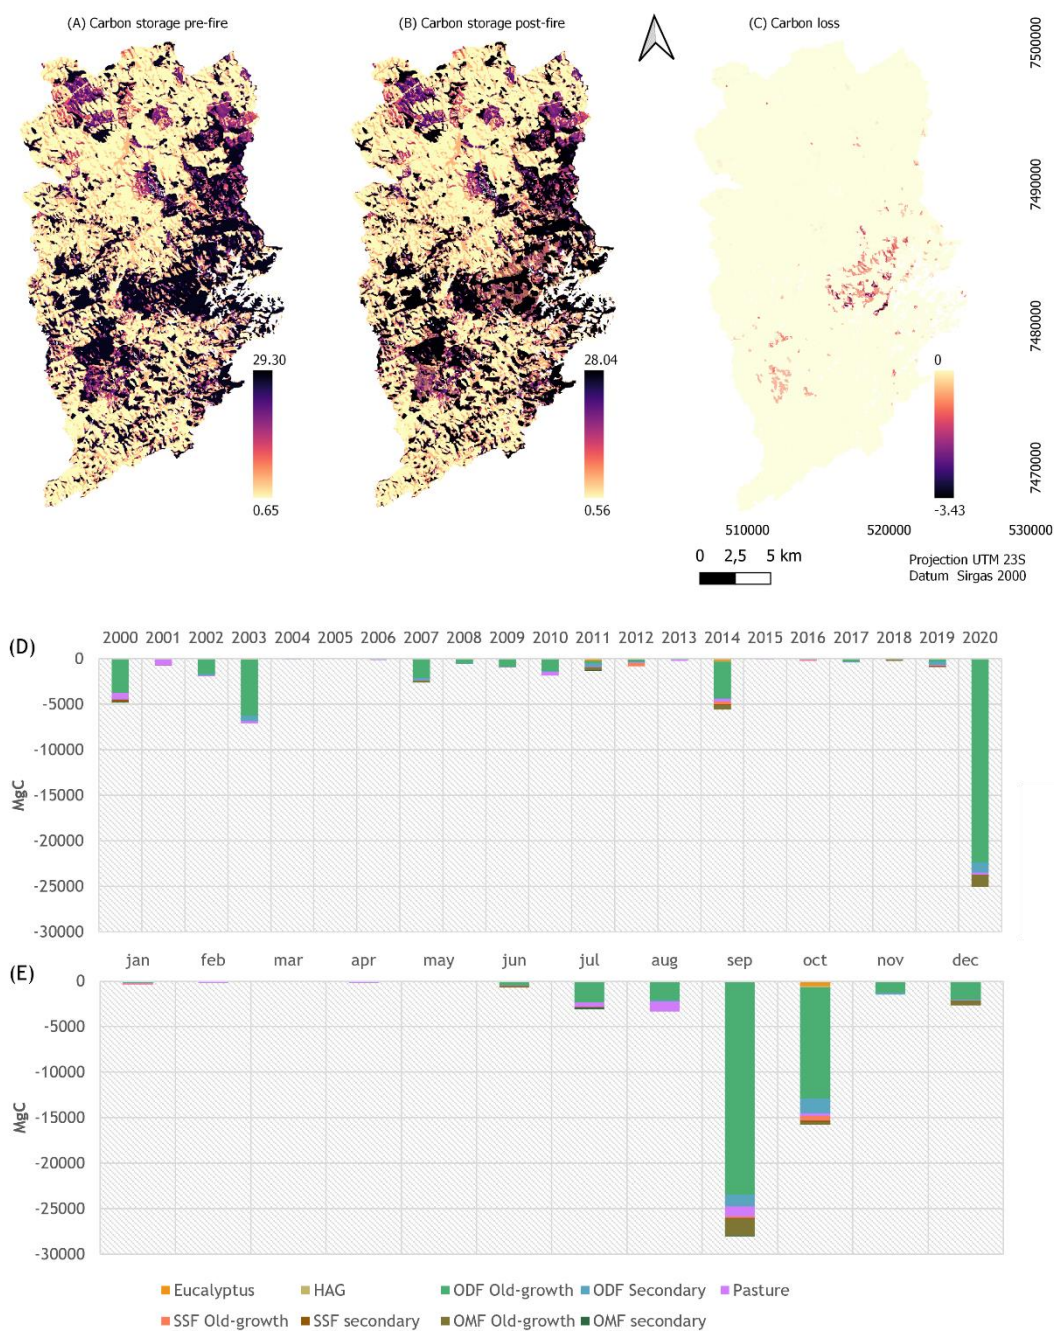 (A) Carbon storage pre-fire
(B) Carbon storage post-fire
(C) Carbon loss
7500000
7490000
7480000
7470000
29.30
0.65
28.04
0.56
0
-3.43
510000
520000
530000
0 2,5 5 km
Projection UTM 23S
Datum Sirgas 2000
(D)
2000 2001 2002 2003 2004 2005 2006 2007 2008 2009 2010 2011 2012 2013 2014 2015 2016 2017 2018 2019 2020
0
-5000
-10000
-15000
-20000
-25000
-30000
MgC
(E)
jan feb mar apr may jun jul aug sep oct nov dec
0
-5000
-10000
-15000
-20000
-25000
-30000
MgC
Eucalyptus HAG ODF Old-growth ODF Secondary Pasture
SSF Old-growth SSF secondary OMF Old-growth OMF secondary